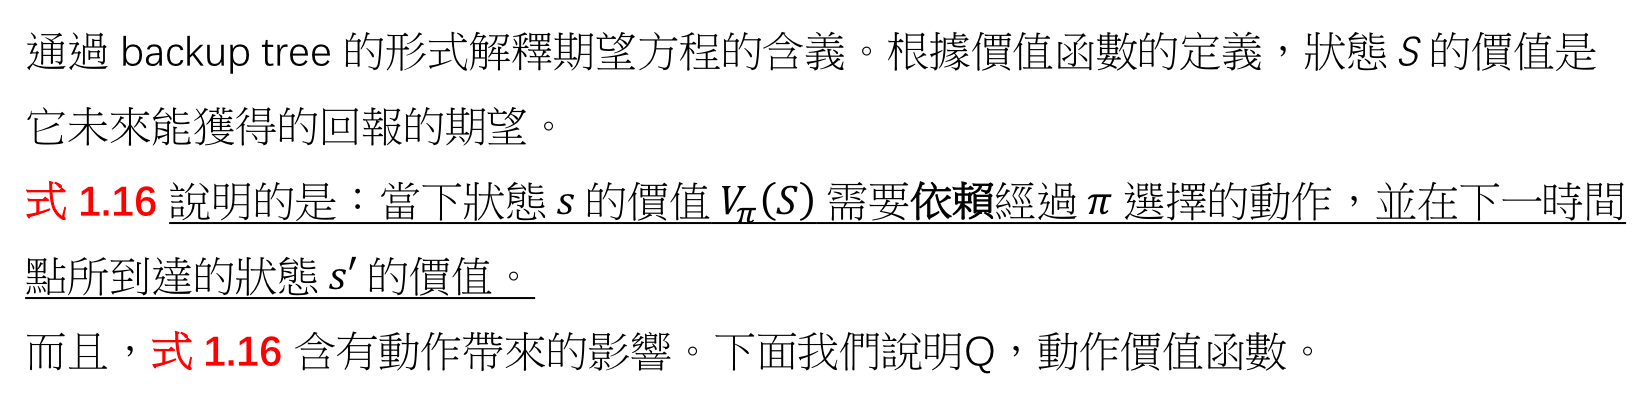 通過 backup tree 的形式解釋期望方程的含義。根據價值函數的定義，狀態 S 的價值是
它未來能獲得的回報的期望。
式 1.16 說明的是：當下狀態 s 的價值 Vπ(S) 需要依賴經過 π 選擇的動作，並在下一時間
點所到達的狀態 s′ 的價值。
而且，式 1.16 含有動作帶來的影響。下面我們說明Q，動作價值函數。